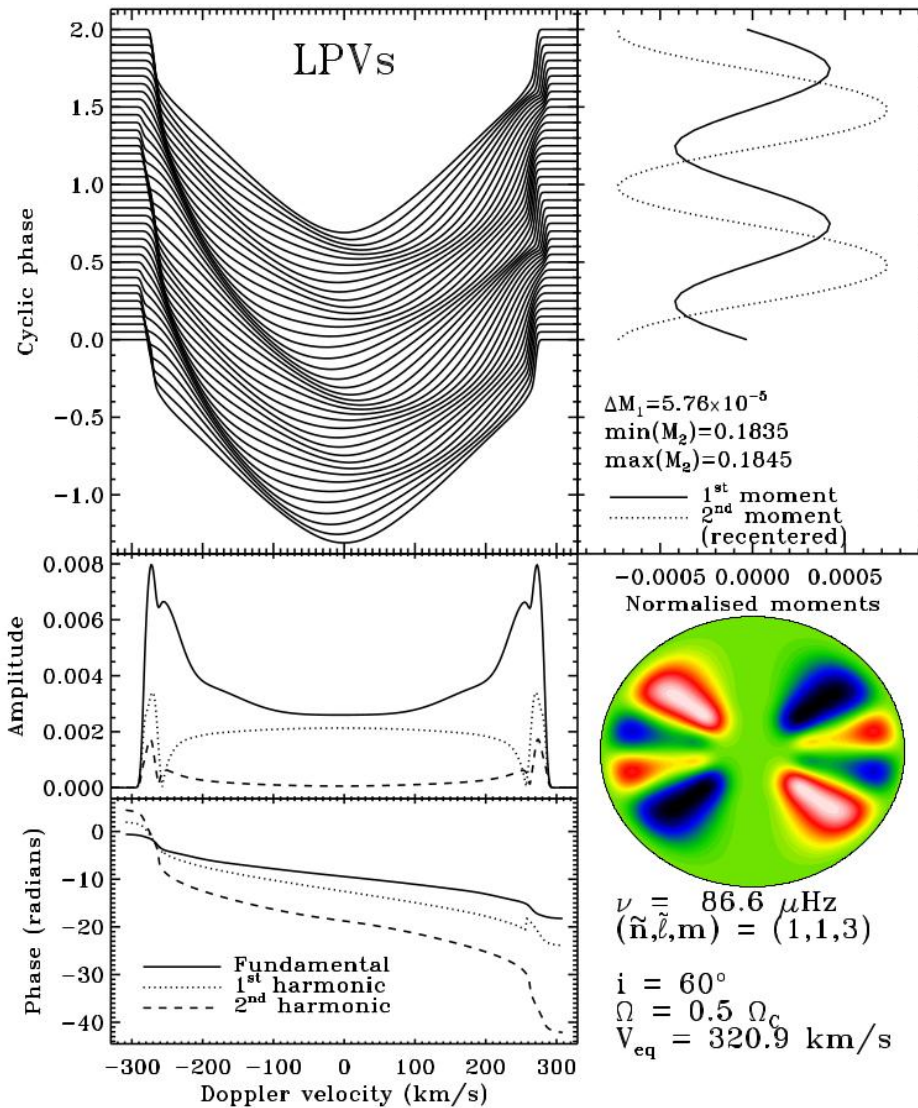 LPVs
Cyclic phase
2.0
1.5
1.0
0.5
0.0
−0.5
−1.0
ΔM₁=5.76×10⁻⁵
min(M₂)=0.1835
max(M₂)=0.1845
1ˢᵗ moment
2ⁿᵈ moment
(recentered)
−0.0005 0.0000 0.0005
Normalised moments
Amplitude
0.008
0.006
0.004
0.002
0.000
Phase (radians)
0
−10
−20
−30
−40
Fundamental
1ˢᵗ harmonic
2ⁿᵈ harmonic
−300 −200 −100 0 100 200 300
Doppler velocity (km/s)
ν = 86.6 μHz
(ñ,ℓ̃,m) = (1,1,3)
i = 60°
Ω = 0.5 Ω_C
V_eq = 320.9 km/s